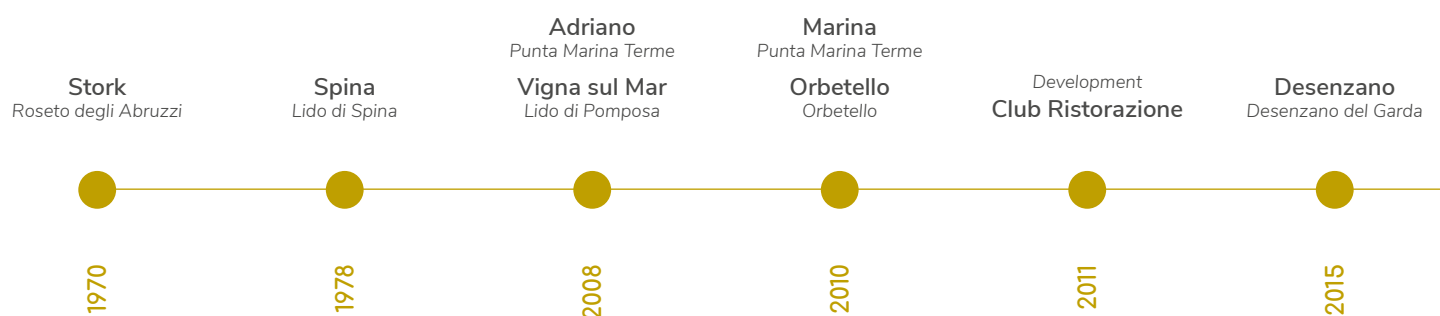 Stork
Roseto degli Abruzzi
1970
Spina
Lido di Spina
1978
Adriano
Punta Marina Terme
Vigna sul Mar
Lido di Pomposa
2008
Marina
Punta Marina Terme
Orbetello
Orbetello
2010
Development
Club Ristorazione
2011
Desenzano
Desenzano del Garda
2015